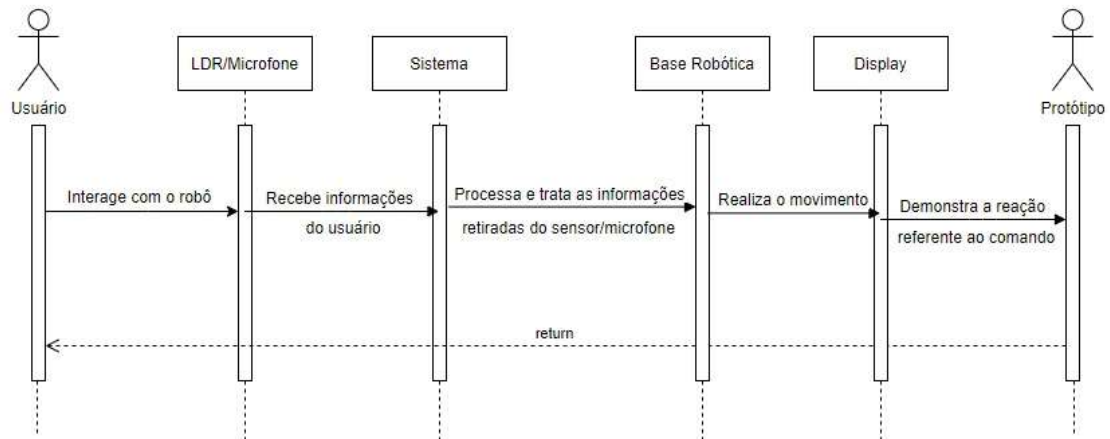 Usuário
LDR/Microfone
Sistema
Base Robótica
Display
Protótipo
Interage com o robô
Recebe informações
do usuário
Processa e trata as informações
retiradas do sensor/microfone
Realiza o movimento
Demonstra a reação
referente ao comando
return